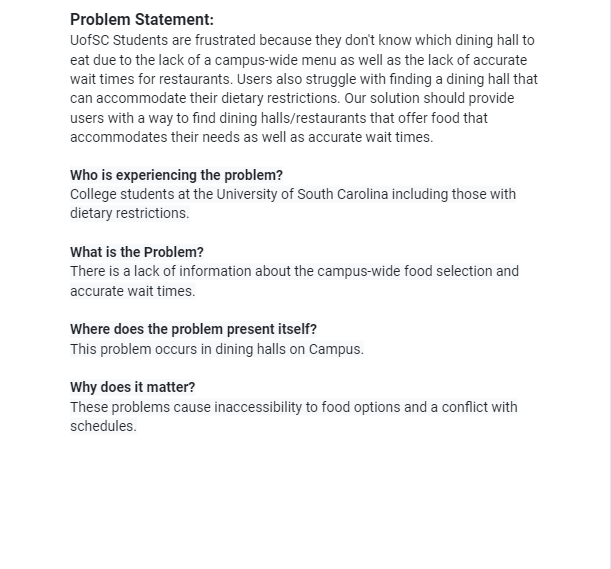 Problem Statement:
UofSC Students are frustrated because they don't know which dining hall to
eat due to the lack of a campus-wide menu as well as the lack of accurate
wait times for restaurants. Users also struggle with finding a dining hall that
can accommodate their dietary restrictions. Our solution should provide
users with a way to find dining halls/restaurants that offer food that
accommodates their needs as well as accurate wait times.
Who is experiencing the problem?
College students at the University of South Carolina including those with
dietary restrictions.
What is the Problem?
There is a lack of information about the campus-wide food selection and
accurate wait times.
Where does the problem present itself?
This problem occurs in dining halls on Campus.
Why does it matter?
These problems cause inaccessibility to food options and a conflict with
schedules.